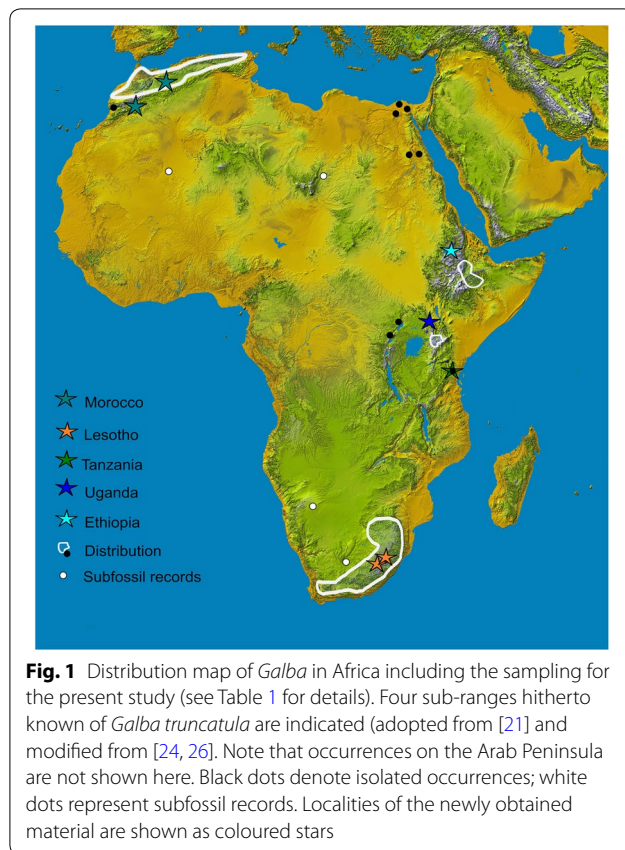 Morocco
Lesotho
Tanzania
Uganda
Ethiopia
Distribution
Subfossil records
Fig. 1 Distribution map of Galba in Africa including the sampling for
the present study (see Table 1 for details). Four sub-ranges hitherto
known of Galba truncatula are indicated (adopted from [21] and
modified from [24, 26]. Note that occurrences on the Arab Peninsula
are not shown here. Black dots denote isolated occurrences; white
dots represent subfossil records. Localities of the newly obtained
material are shown as coloured stars